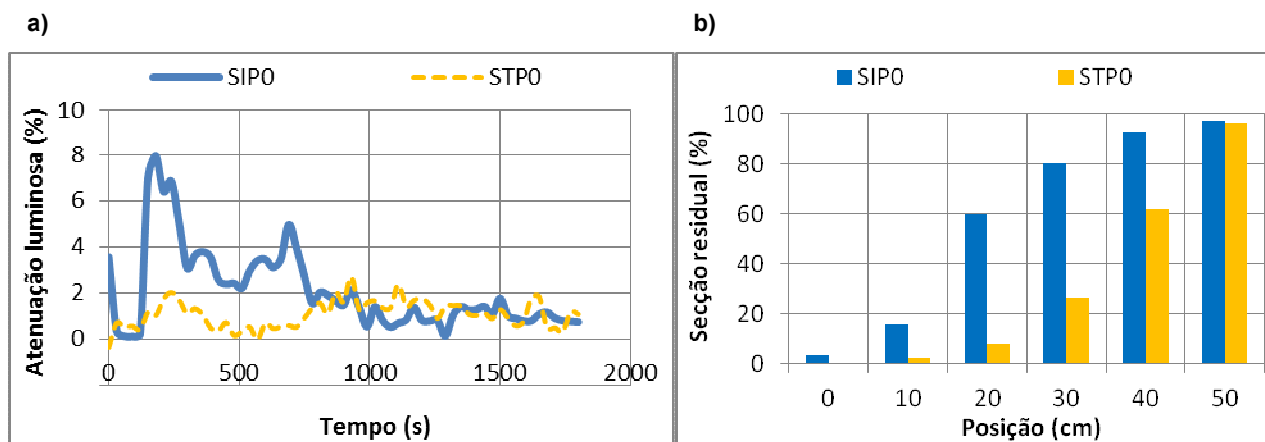 a)
SIP0 STP0
Atenuação luminosa (%)
10
8
6
4
2
0
0 500 1000 1500 2000
Tempo (s)
b)
SIP0 STP0
Secção residual (%)
100
80
60
40
20
0
0 10 20 30 40 50
Posição (cm)